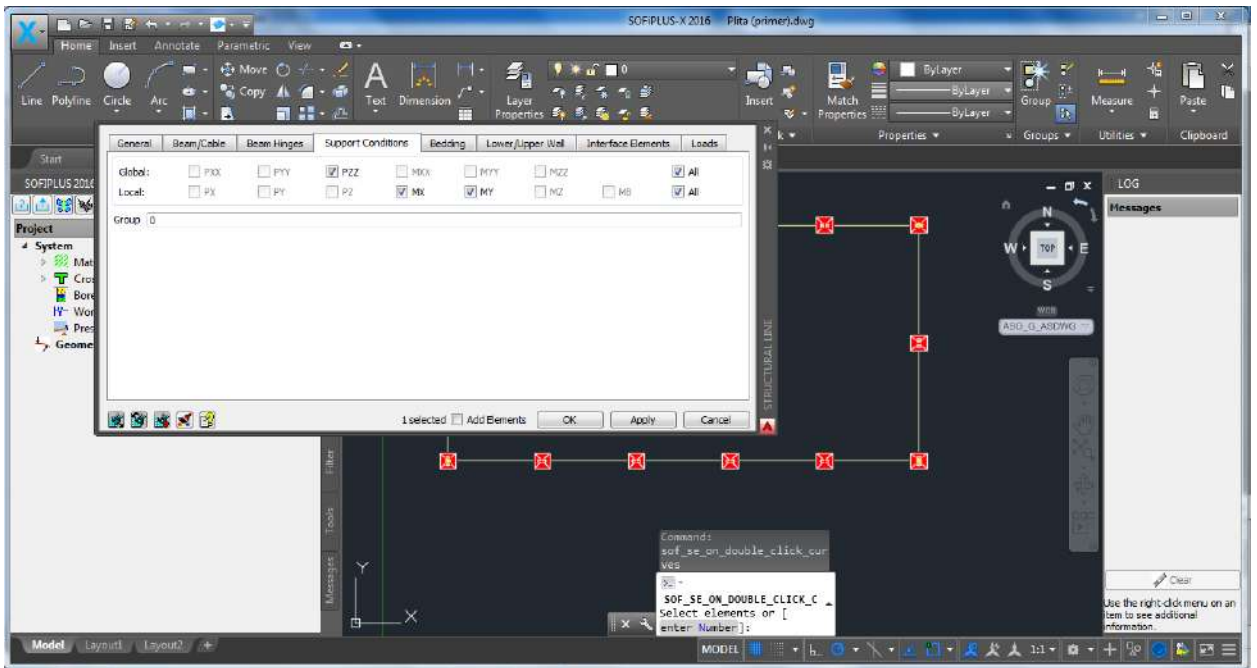 SOFiPLUS-X 2016 Plita (primer).dwg
Home Insert Annotate Parametric View
Line Polyline Circle Arc
Move
Copy
Text Dimension
Layer Properties
0
Insert
Match Properties
ByLayer
ByLayer
ByLayer
Group
Measure
Paste
Properties Groups Utilities Clipboard
Start
General Beam/Cable Beam Hinges Support Conditions Bedding Lower/Upper Wall Interface Elements Loads
Global: PXX PYY PZZ MXX MYY MZZ All
Local: PX PY PZ MX MY MZ MB All
Group 0
1 selected Add Elements OK Apply Cancel
STRUCTURAL LINE
SOFiPLUS 2016
Project
System
Mat
Cros
Bore
Wor
Pres
Geome
Filter
Tools
Messages
N
W TOP E
S
WCS
LOG
Messages
Clear
Use the right-click menu on an
item to see additional
information.
Y
X
Command:
sof_se_on_double_click_cur
ves
SOF_SE_ON_DOUBLE_CLICK_C
Select elements or [
enter Number]:
Model Layout1 Layout2 +
MODEL 1:1